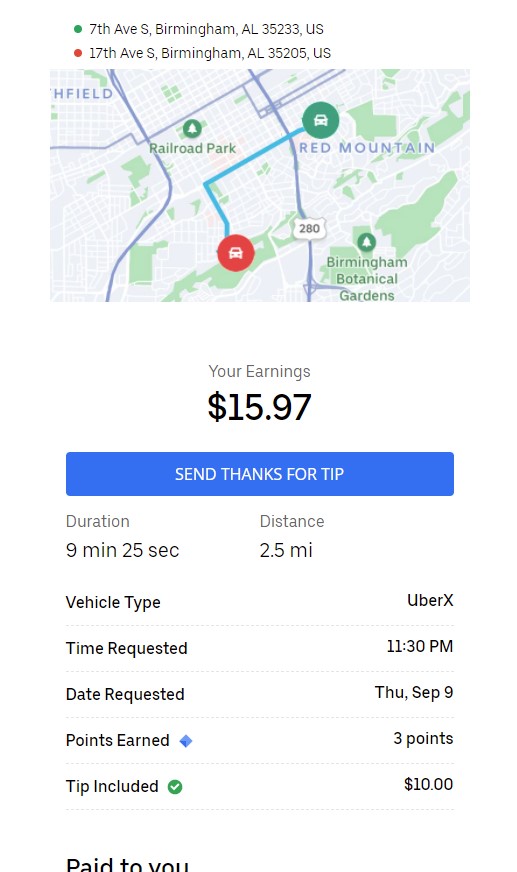 7th Ave S, Birmingham, AL 35233, US
17th Ave S, Birmingham, AL 35205, US
THFIELD
Railroad Park
RED MOUNTAIN
280
Birmingham
Botanical
Gardens
Your Earnings
$15.97
SEND THANKS FOR TIP
Duration Distance
9 min 25 sec 2.5 mi
Vehicle Type UberX
Time Requested 11:30 PM
Date Requested Thu, Sep 9
Points Earned 3 points
Tip Included $10.00
Paid to you